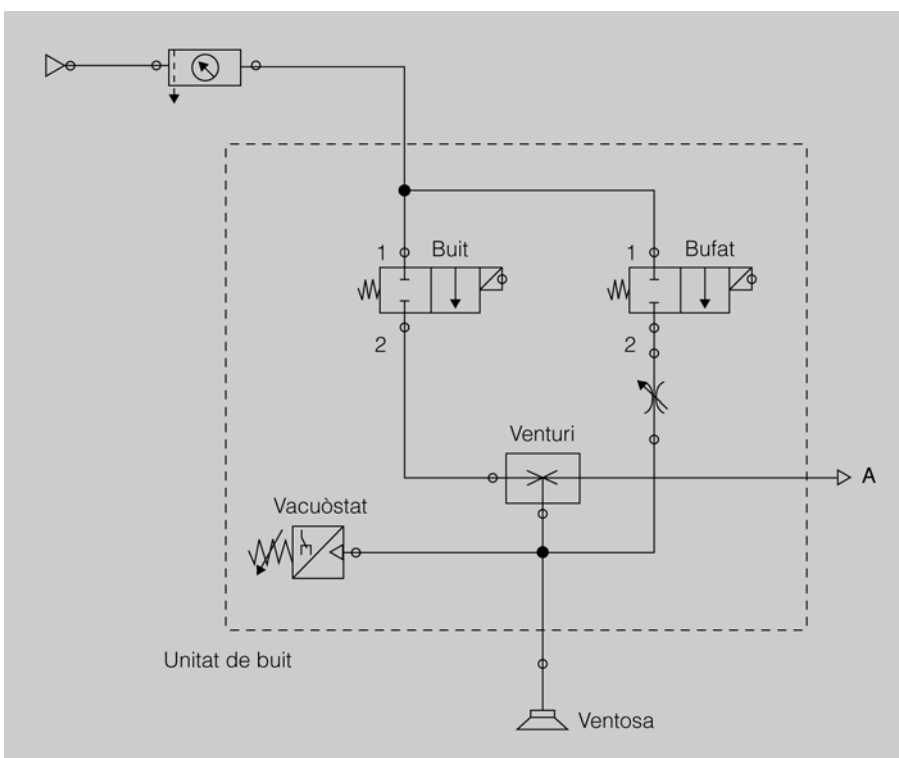 1 Buit
1 Bufat
2
2
Venturi
A
Vacuòstat
Unitat de buit
Ventosa